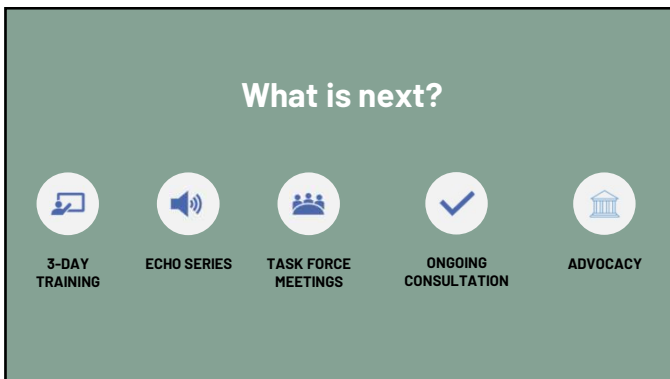 What is next?
3-DAY
TRAINING
ECHO SERIES
TASK FORCE
MEETINGS
ONGOING
CONSULTATION
ADVOCACY